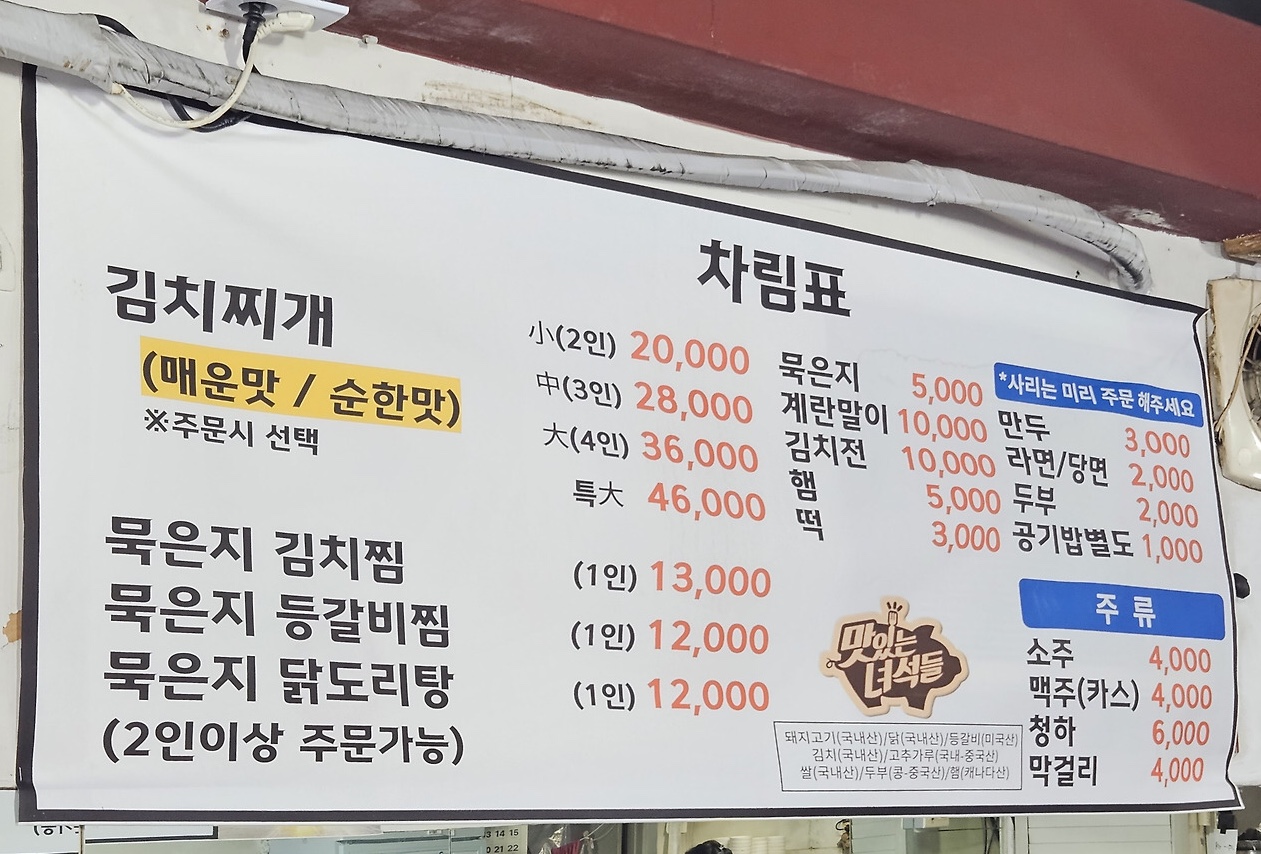 차림표
김치찌개
(매운맛 / 순한맛)
※주문시 선택
小(2인) 20,000
中(3인) 28,000
大(4인) 36,000
특大 46,000
묵은지 김치찜 (1인) 13,000
묵은지 등갈비찜 (1인) 12,000
묵은지 닭도리탕 (1인) 12,000
(2인이상 주문가능)
묵은지 5,000
계란말이 10,000
김치전 10,000
햄 5,000
떡 3,000
*사리는 미리 주문 해주세요
만두 3,000
라면/당면 2,000
두부 2,000
공기밥별도 1,000
주 류
소주 4,000
맥주(카스) 4,000
청하 6,000
막걸리 4,000
맛있는
녀석들
돼지고기(국내산)/닭(국내산)/등갈비(미국산)
김치(국내산)/고추가루(국내-중국산)
쌀(국내산)/두부(콩-중국산)/햄(캐나다산)
13 14 15
20 21 22